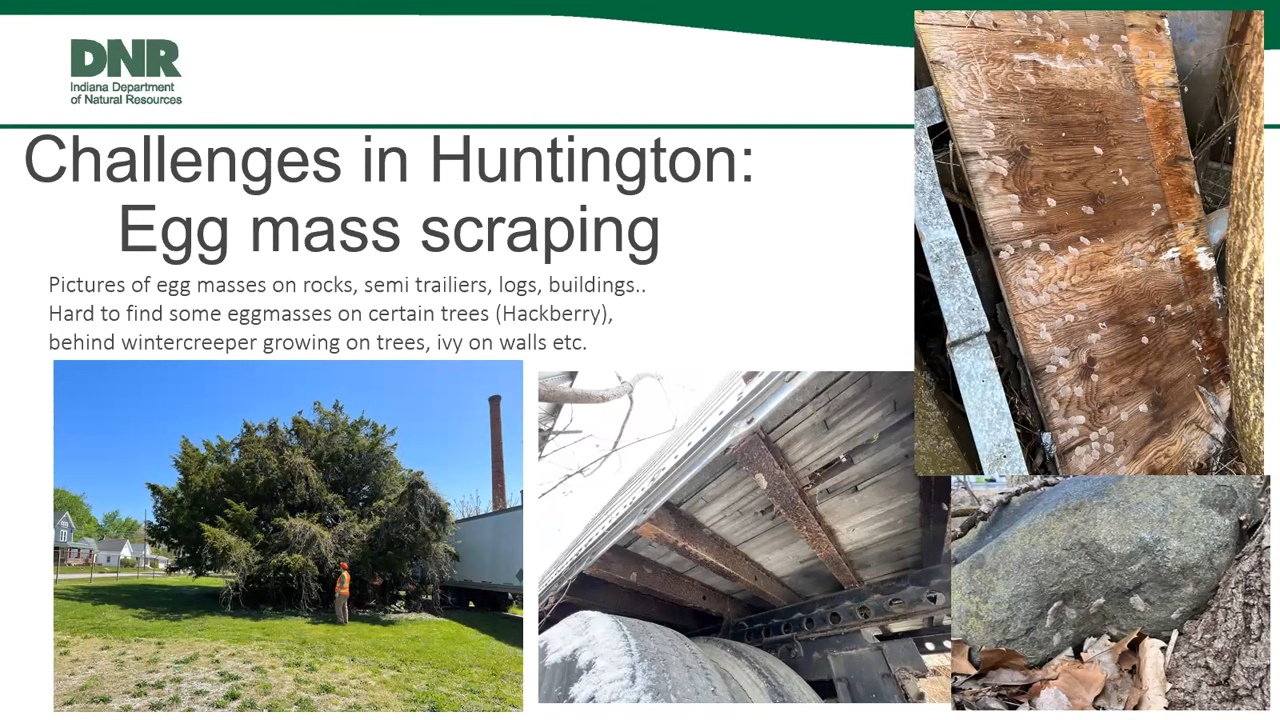 DNR
Indiana Department
of Natural Resources
Challenges in Huntington:
Egg mass scraping
Pictures of egg masses on rocks, semi trailiers, logs, buildings..
Hard to find some eggmasses on certain trees (Hackberry),
behind wintercreeper growing on trees, ivy on walls etc.